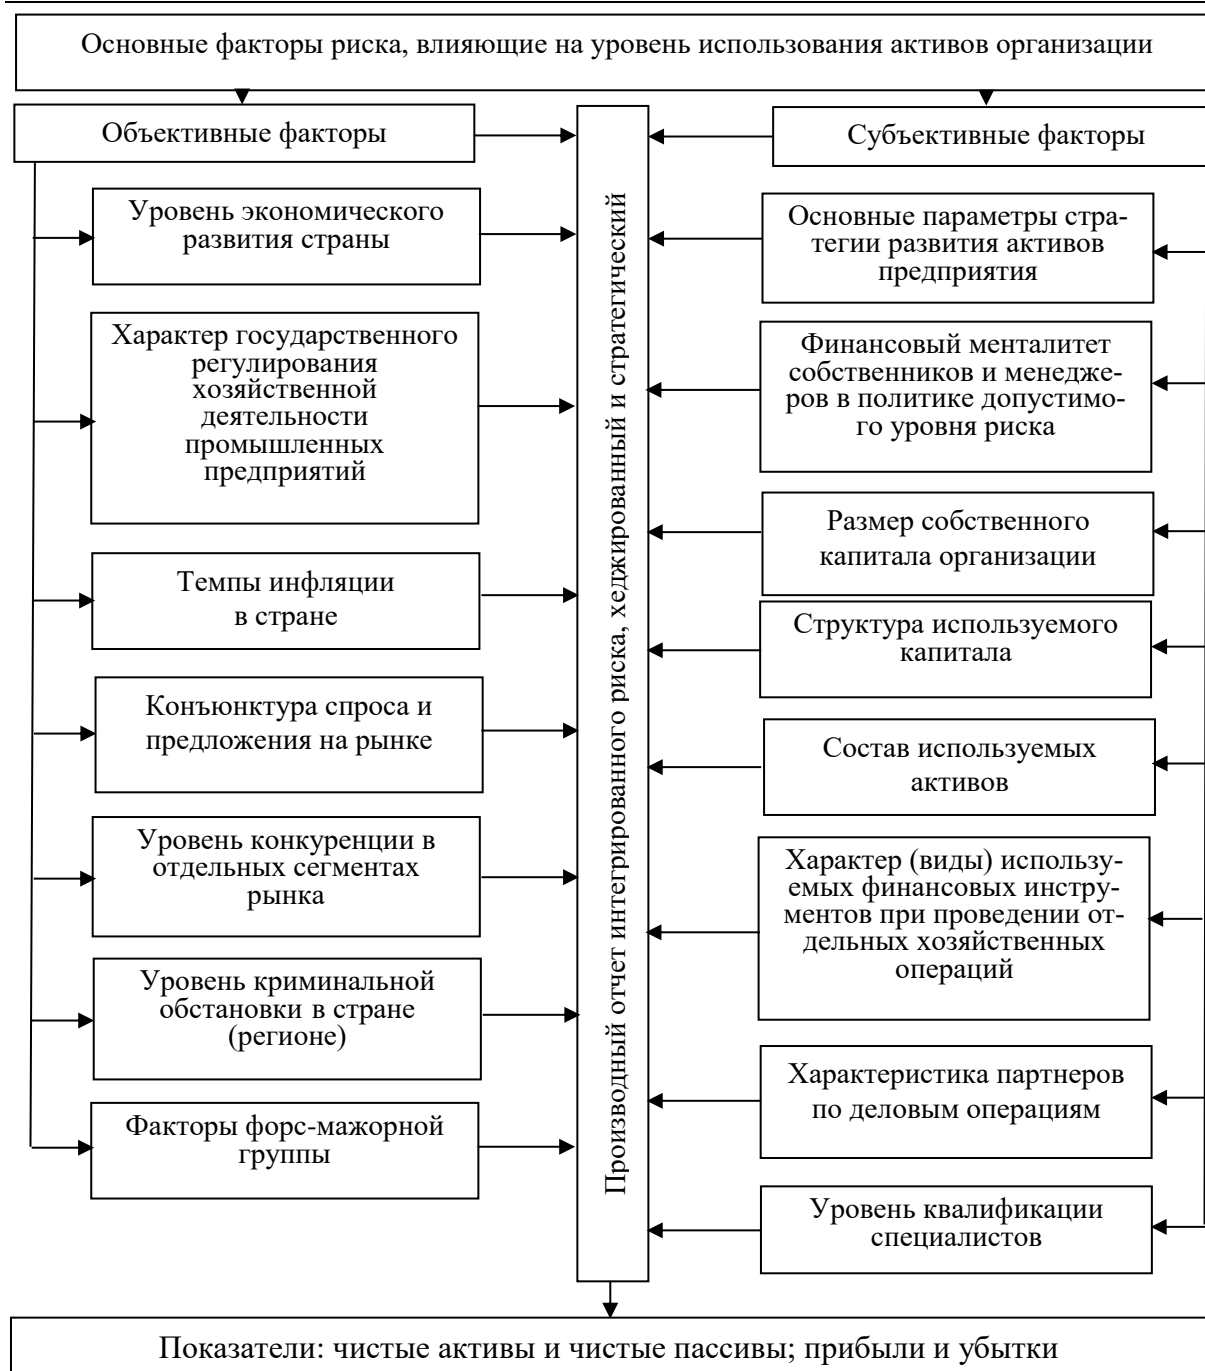 Основные факторы риска, влияющие на уровень использования активов организации
Объективные факторы
Уровень экономического
развития страны
Характер государственного
регулирования
хозяйственной
деятельности
промышленных
предприятий
Темпы инфляции
в стране
Конъюнктура спроса и
предложения на рынке
Уровень конкуренции в
отдельных сегментах
рынка
Уровень криминальной
обстановки в стране
(регионе)
Факторы форс-мажорной
группы
Производный отчет интегрированного риска, хеджированный и стратегический
Субъективные факторы
Основные параметры стра-
тегии развития активов
предприятия
Финансовый менталитет
собственников и менедже-
ров в политике допустимо-
го уровня риска
Размер собственного
капитала организации
Структура используемого
капитала
Состав используемых
активов
Характер (виды) использу-
емых финансовых инстру-
ментов при проведении от-
дельных хозяйственных
операций
Характеристика партнеров
по деловым операциям
Уровень квалификации
специалистов
Показатели: чистые активы и чистые пассивы; прибыли и убытки